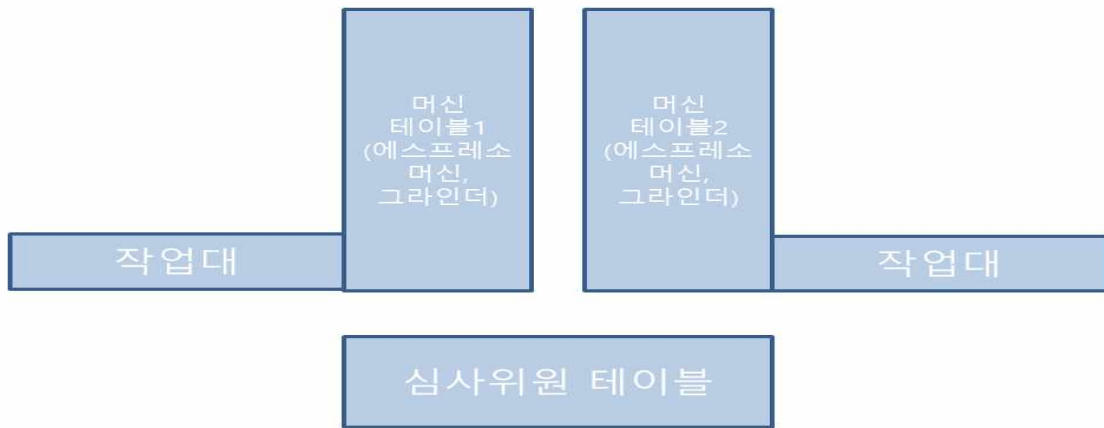 머신
테이블1
(에스프레소
머신,
그라인더)
머신
테이블2
(에스프레소
머신,
그라인더)
작업대
작업대
심사위원 테이블